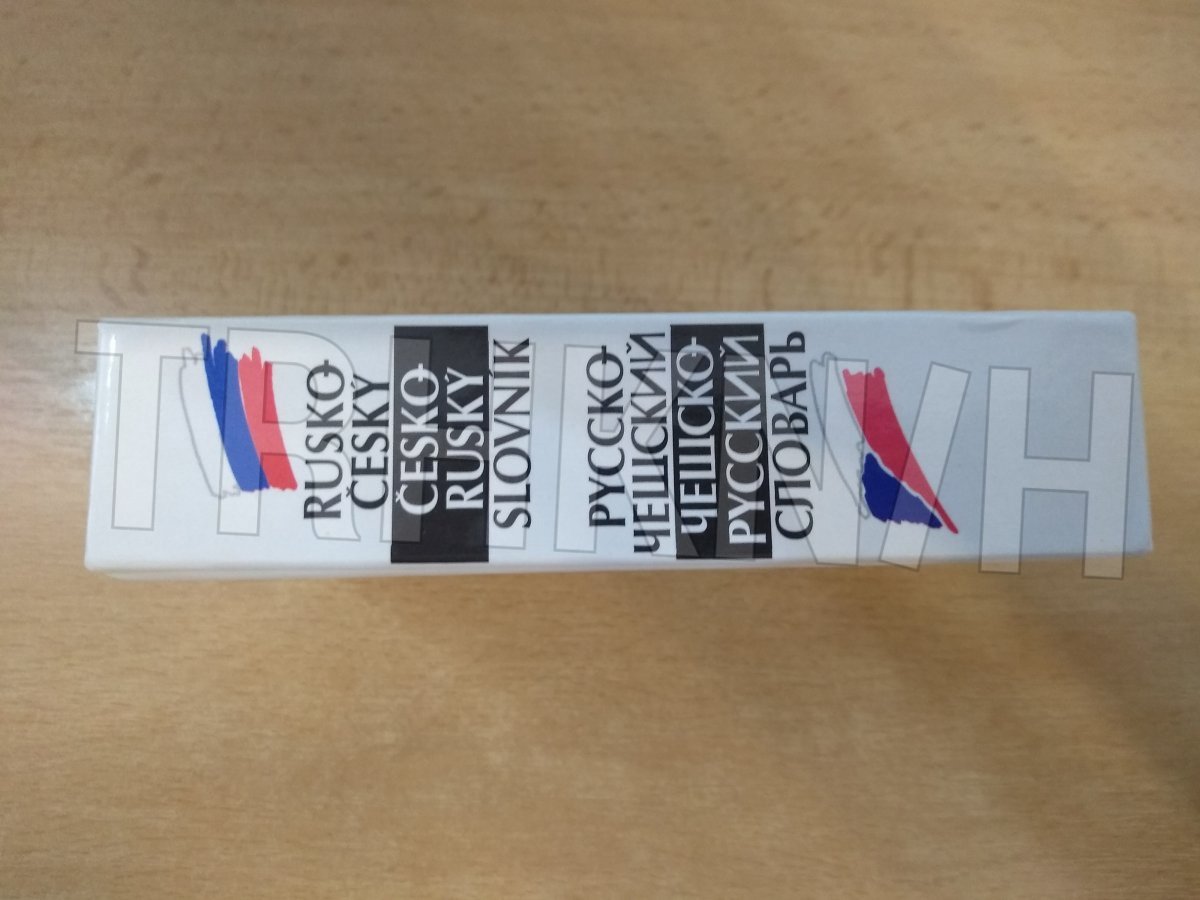 RUSKO-
ČESKÝ
ČESKO-
RUSKÝ
SLOVNÍK
РУССКО-
ЧЕШСКИЙ
ЧЕШСКО-
РУССКИЙ
СЛОВАРЬ